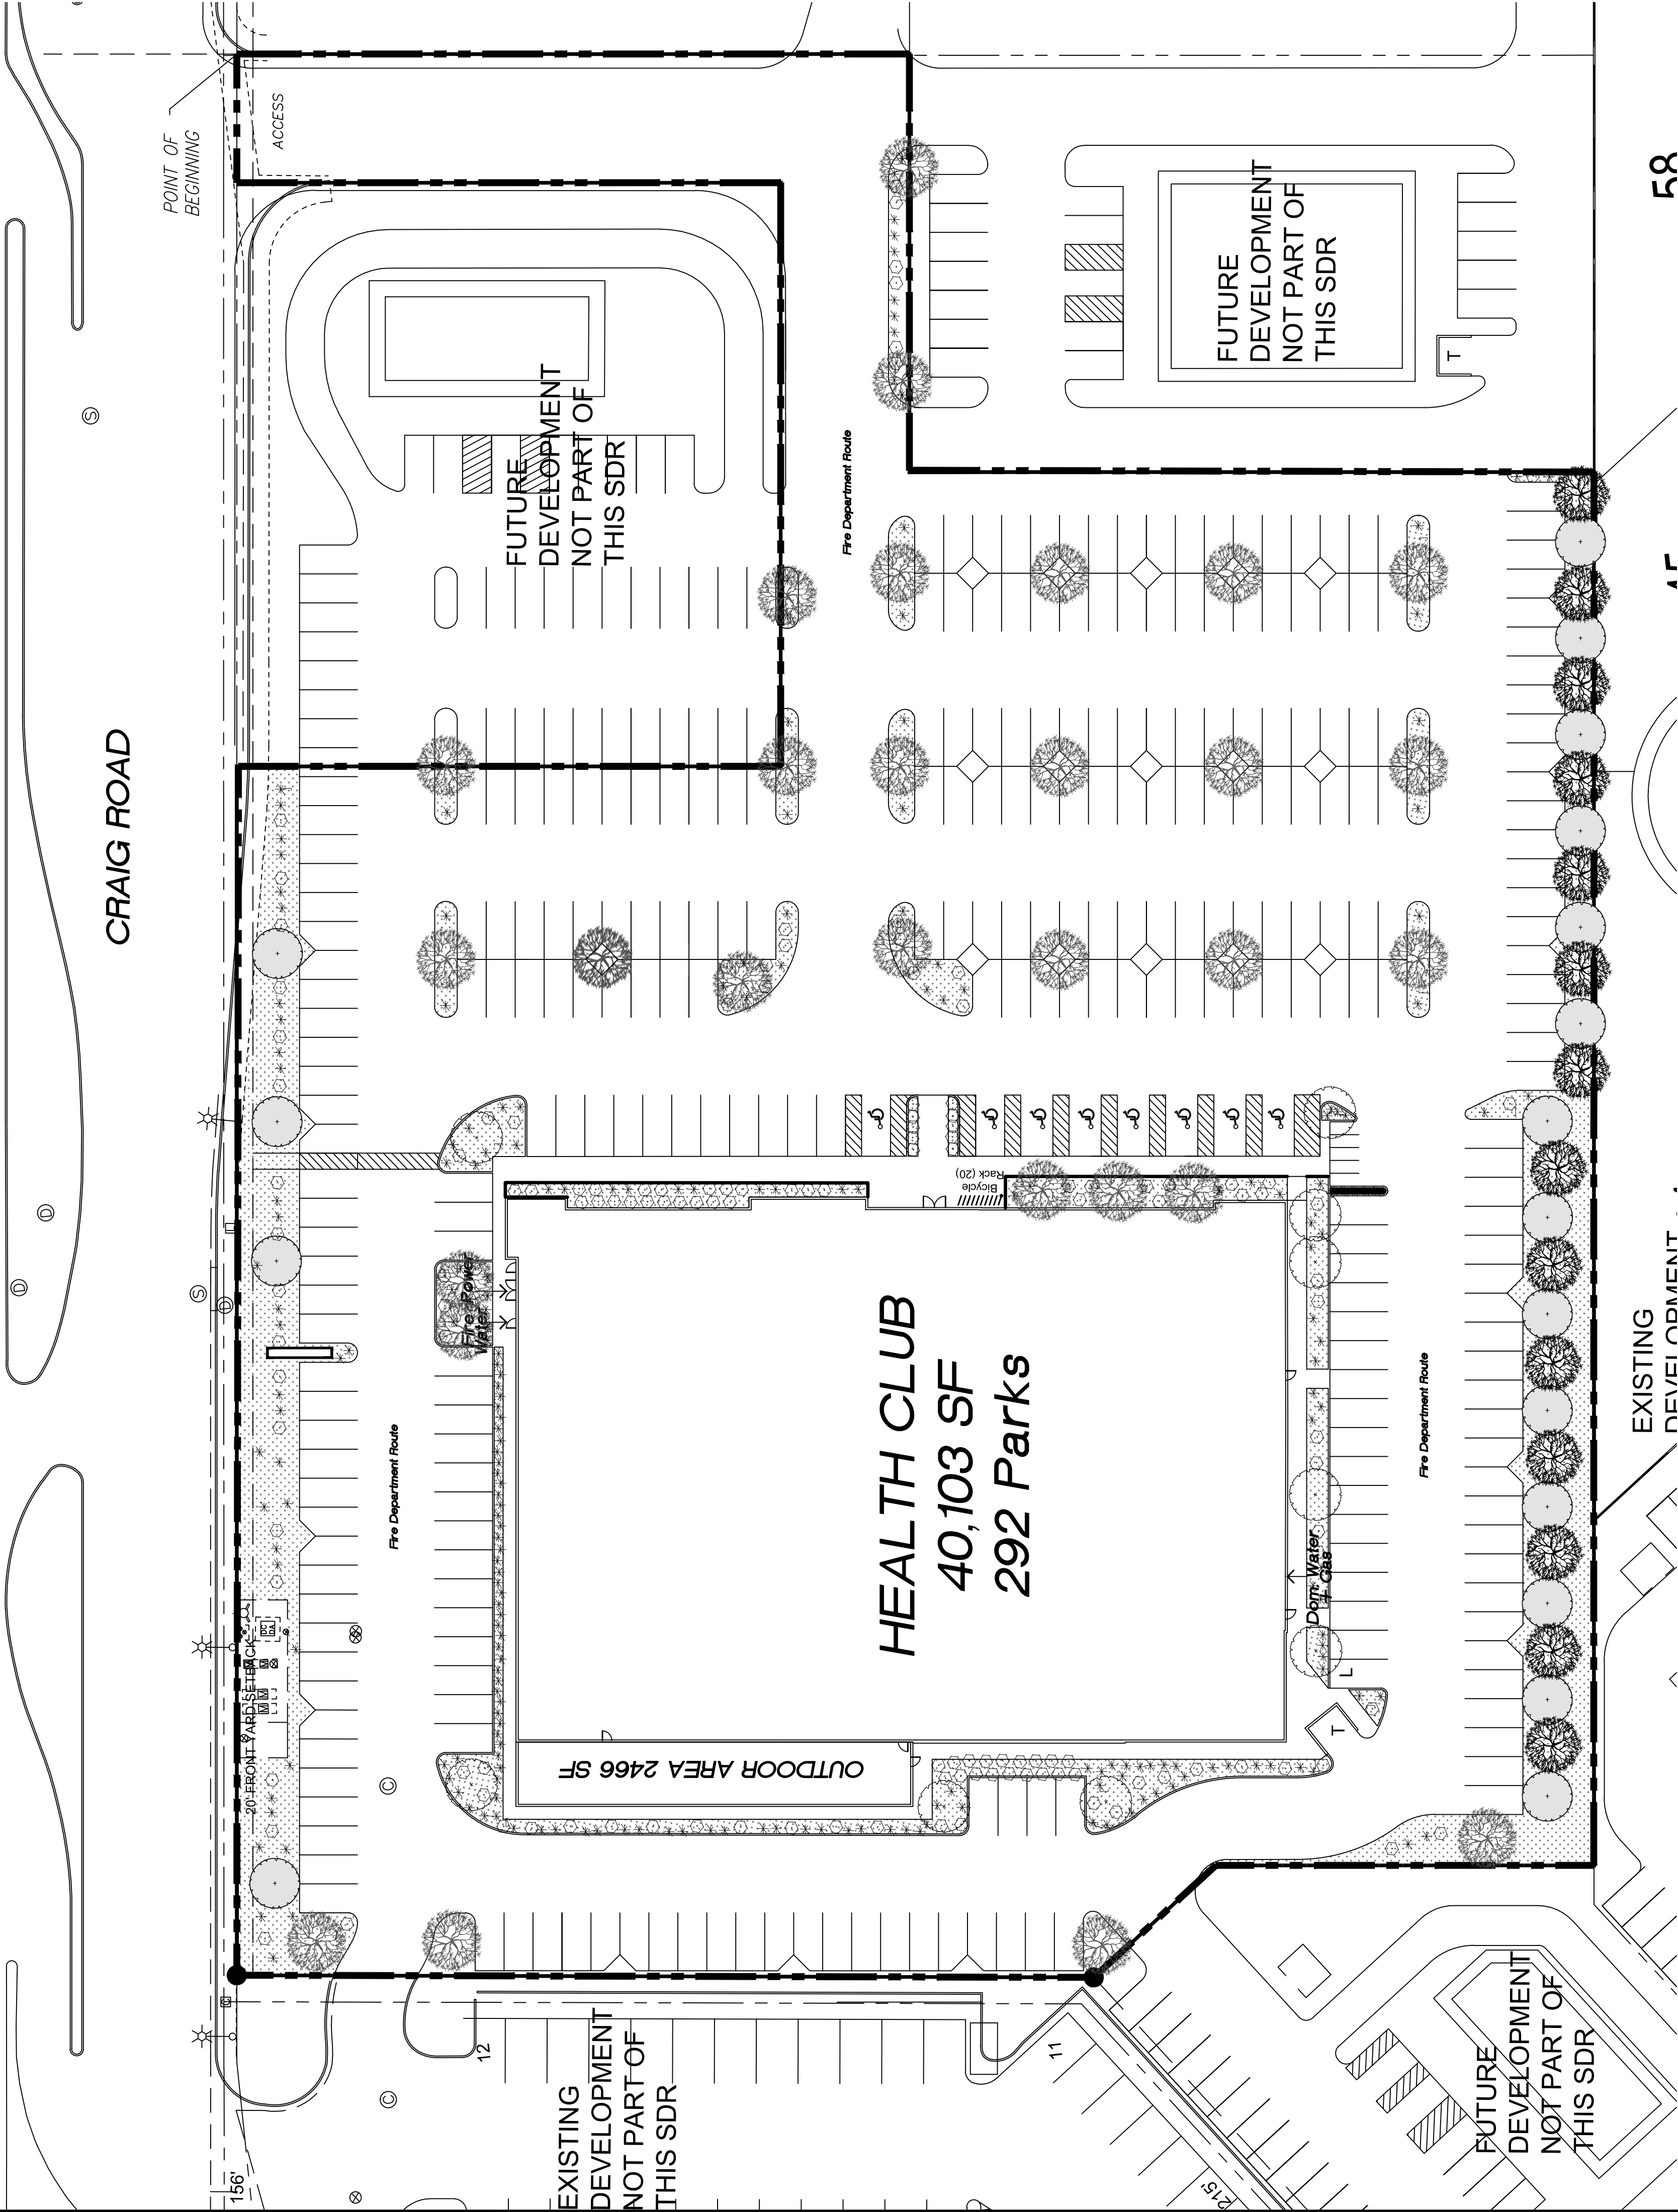 CRAIG ROAD
POINT OF
BEGINNING
ACCESS
FUTURE
DEVELOPMENT
NOT PART OF
THIS SDR
FUTURE
DEVELOPMENT
NOT PART OF
THIS SDR
T
58
Fire Department Route
Bicycle
Rack (20)
Fire Power
Water
Fire Department Route
HEALTH CLUB
40,103 SF
292 Parks
Fire Department Route
Dom. Water
+ Gas
L
T
OUTDOOR AREA 2466 SF
20' FRONT YARD SETBACK
EXISTING
DEVELOPMENT
S
D
D
S
D
C
C
M
M
M
M
12
11
EXISTING
DEVELOPMENT
NOT PART OF
THIS SDR
FUTURE
DEVELOPMENT
NOT PART OF
THIS SDR
156'
215'